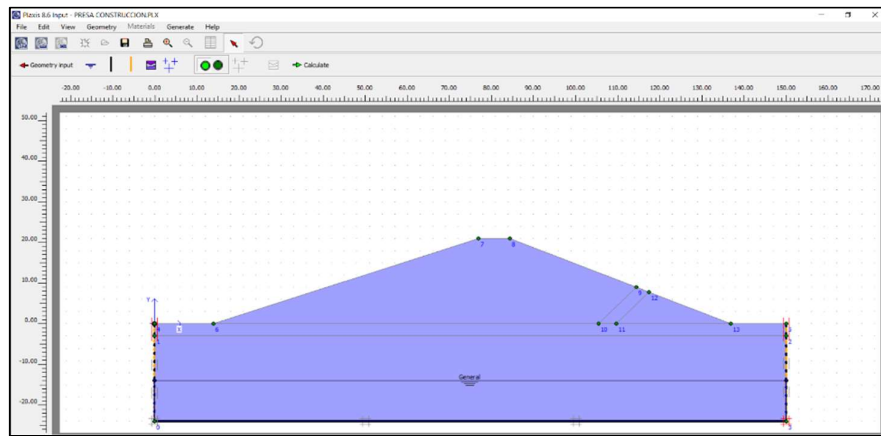 Plaxis 8.6 Input - PRESA CONSTRUCCION.PLX
File Edit View Geometry Materials Generate Help
Geometry input Calculate
-20.00 -10.00 0.00 10.00 20.00 30.00 40.00 50.00 60.00 70.00 80.00 90.00 100.00 110.00 120.00 130.00 140.00 150.00 160.00 170.00
50.00
40.00
30.00
20.00
7 8
10.00
9 12
Y
0.00
6 10 11 13
1 2
-10.00
General
-20.00
0 3